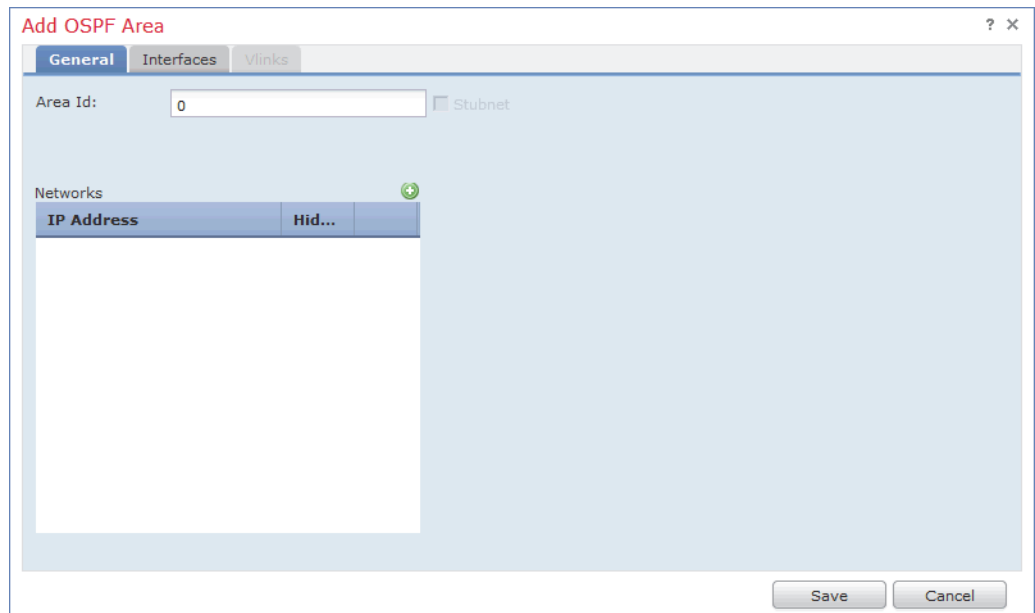 Add OSPF Area ? ×
General Interfaces Vlinks
Area Id: 0 Stubnet
Networks
IP Address Hid...
Save Cancel